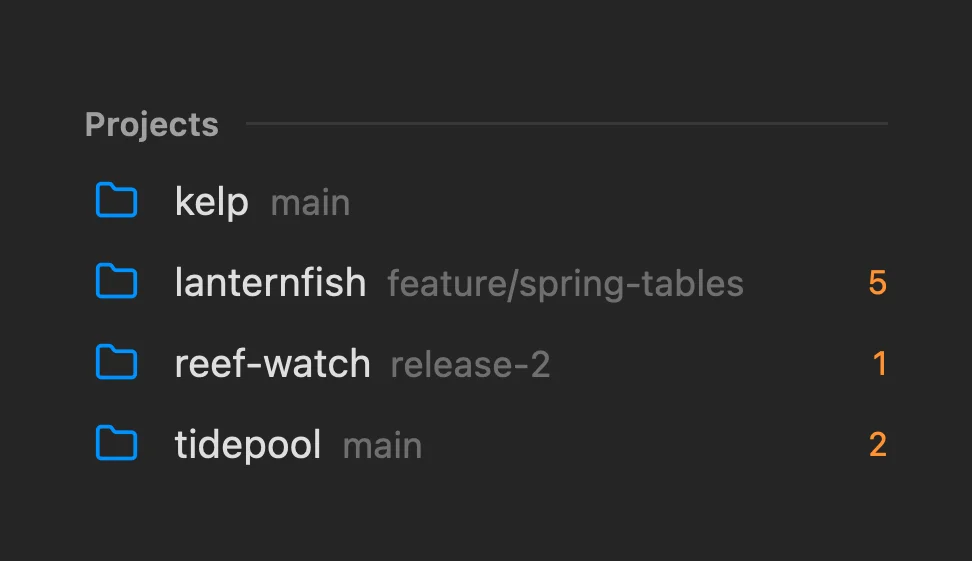 Projects
kelp main
lanternfish feature/spring-tables 5
reef-watch release-2 1
tidepool main 2